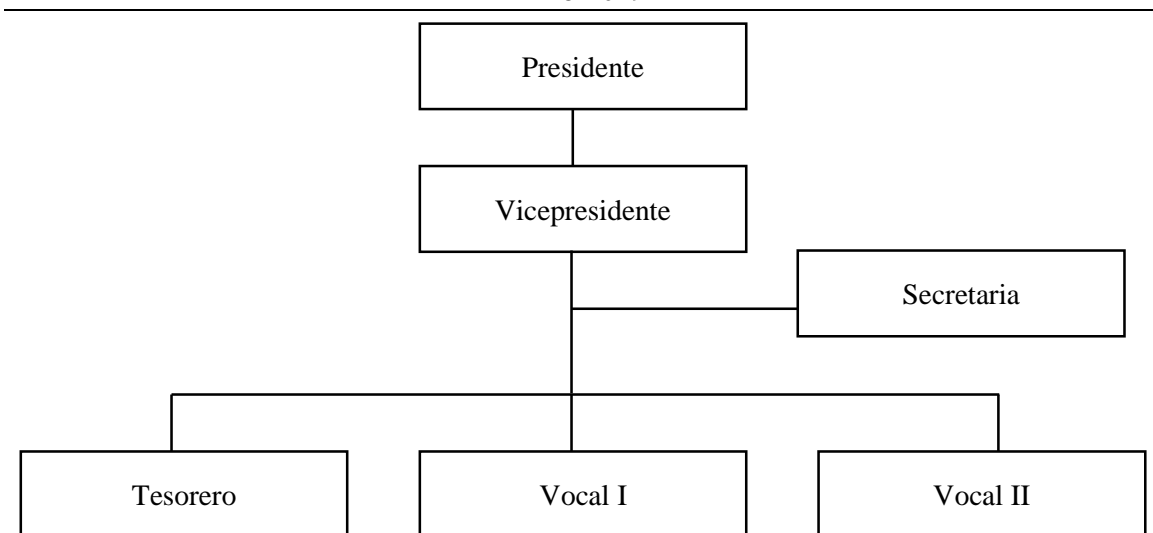 Presidente
Vicepresidente
Secretaria
Tesorero
Vocal I
Vocal II